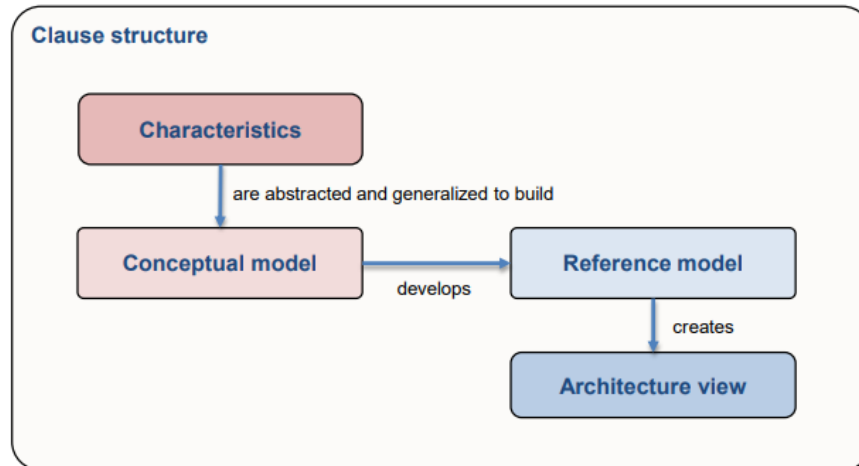 Clause structure
Characteristics
are abstracted and generalized to build
Conceptual model
develops
Reference model
creates
Architecture view